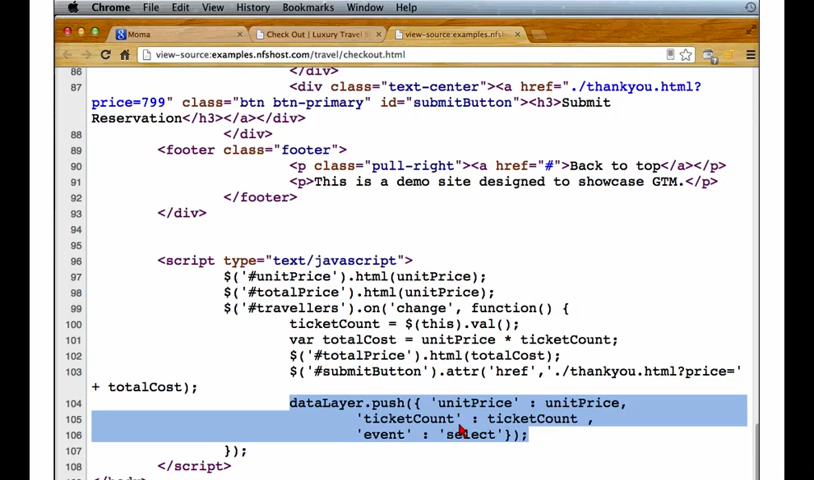 Chrome File Edit View History Bookmarks Window Help
Moma
Check Out | Luxury Travel
view-source:examples.nfsho
view-source:examples.nfshost.com/travel/checkout.html
86 </div>
87 <div class="text-center"><a href="./thankyou.html?
price=799" class="btn btn-primary" id="submitButton"><h3>Submit
Reservation</h3></a></div>
88 </div>
89 <footer class="footer">
90 <p class="pull-right"><a href="#">Back to top</a></p>
91 <p>This is a demo site designed to showcase GTM.</p>
92 </footer>
93 </div>
94
95
96 <script type="text/javascript">
97 $('#unitPrice').html(unitPrice);
98 $('#totalPrice').html(unitPrice);
99 $('#travellers').on('change', function() {
100 ticketCount = $(this).val();
101 var totalCost = unitPrice * ticketCount;
102 $('#totalPrice').html(totalCost);
103 $('#submitButton').attr('href','./thankyou.html?price='
+ totalCost);
104 dataLayer.push({ 'unitPrice' : unitPrice,
105 'ticketCount' : ticketCount ,
106 'event' : 'select'});
107 });
108 </script>